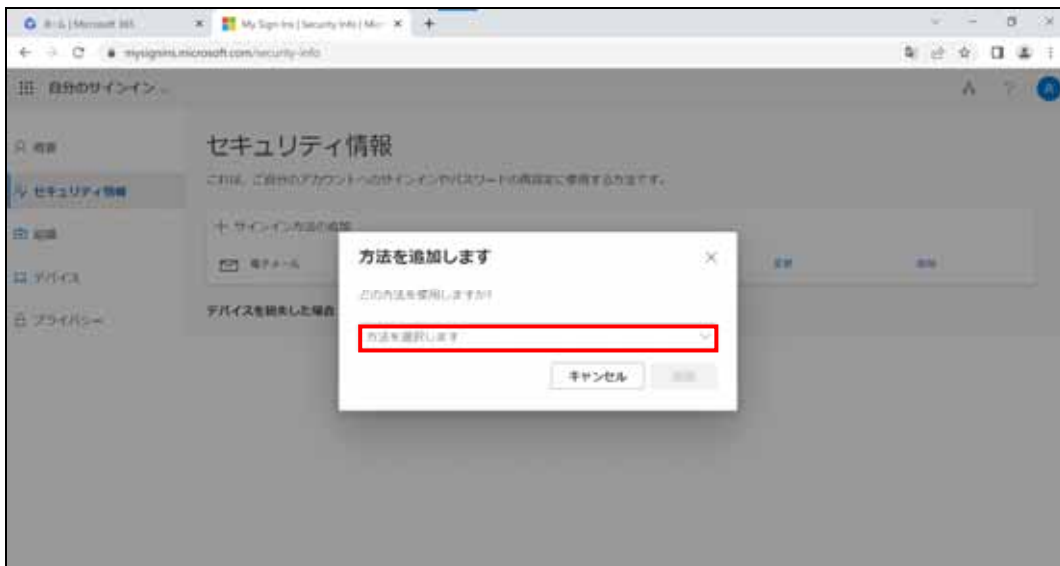 ホーム | Microsoft 365
My Sign-Ins | Security Info | Micr
mysignins.microsoft.com/security-info
自分のサインイン
概要
セキュリティ情報
組織
デバイス
プライバシー
セキュリティ情報
これは、ご自分のアカウントへのサインインやパスワードの再設定に使用する方法です。
サインイン方法の追加
電子メール
変更
削除
デバイスを紛失した場合
方法を追加します
どの方法を使用しますか?
方法を選択します
キャンセル